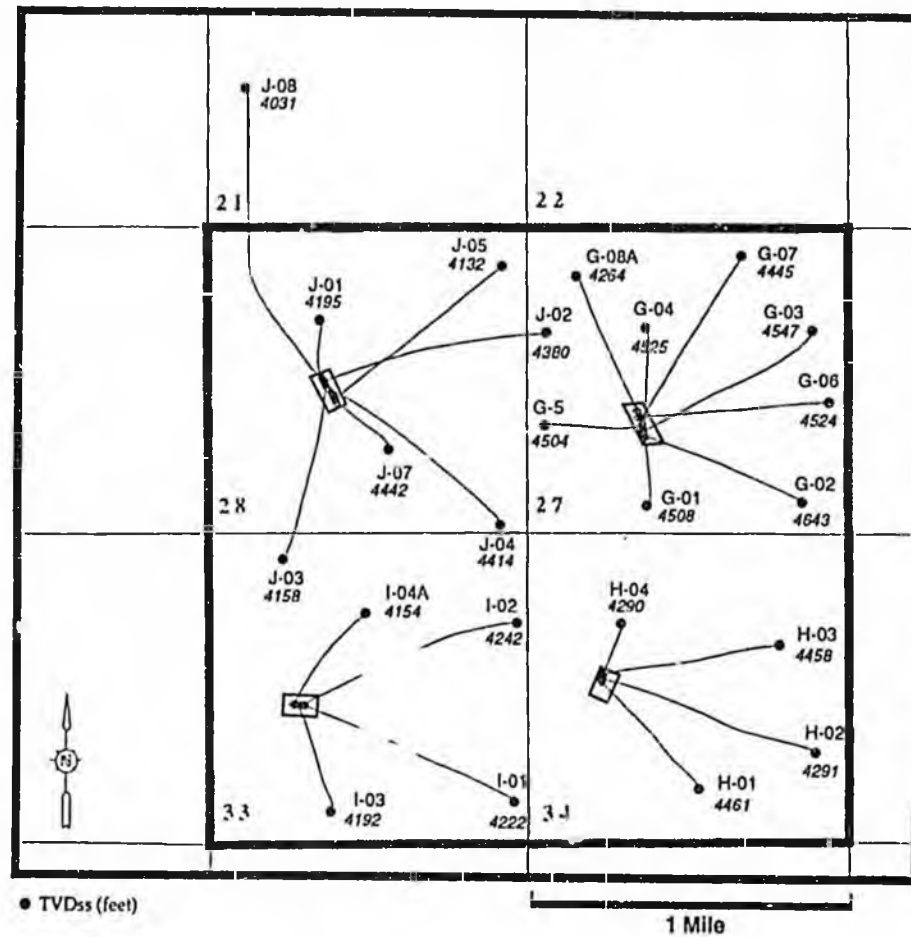 J-08
4031
21
22
J-05
4132
G-08A
4264
G-07
4445
J-01
4195
G-04
4525
G-03
4547
J-02
4380
G-06
4524
G-5
4504
J-07
4442
G-02
4643
G-01
4508
28
27
J-04
4414
J-03
4158
I-04A
4154
I-02
4242
H-04
4290
H-03
4458
N
H-02
4291
I-01
4222
H-01
4461
I-03
4192
33
34
TVDss (feet)
1 Mile